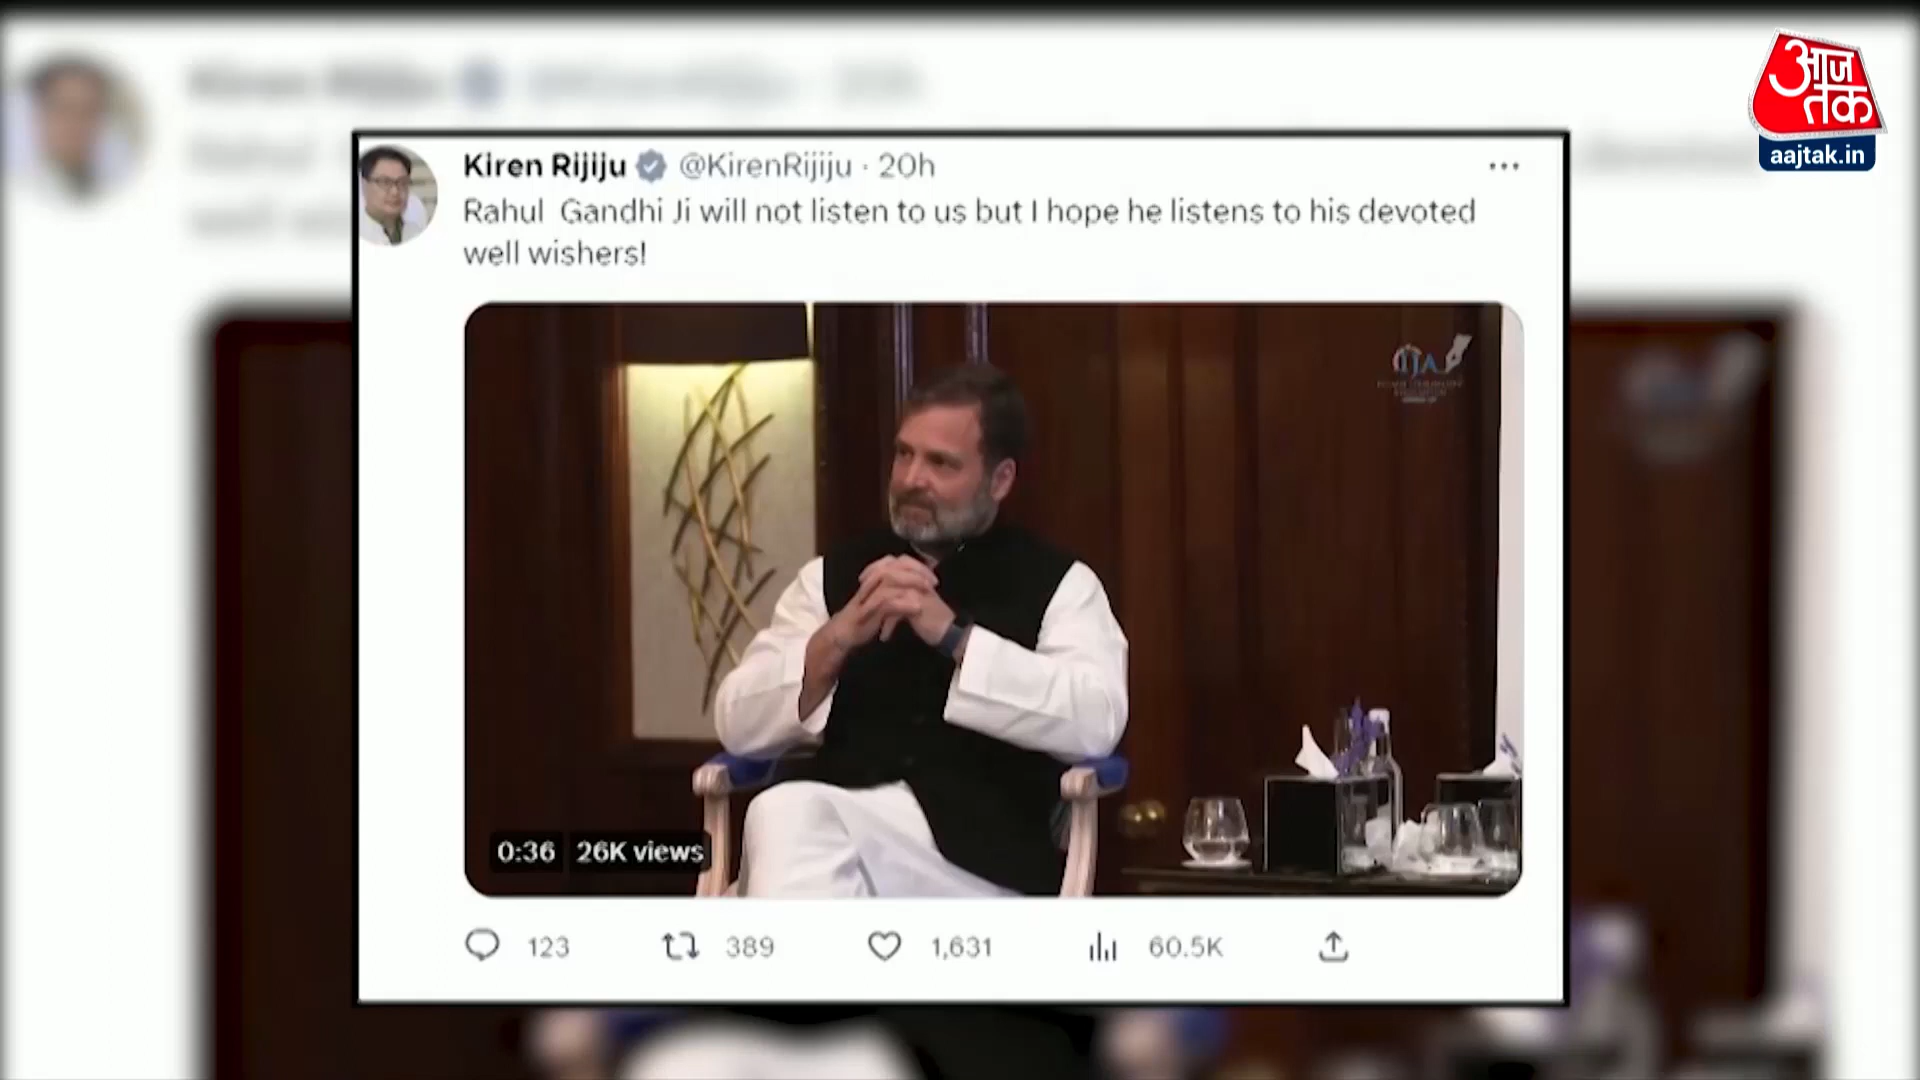 आज
तक
aajtak.in
Kiren Rijiju @KirenRijiju · 20h
Rahul Gandhi Ji will not listen to us but I hope he listens to his devoted
well wishers!
IJA
0:36 26K views
123 389 1,631 60.5K